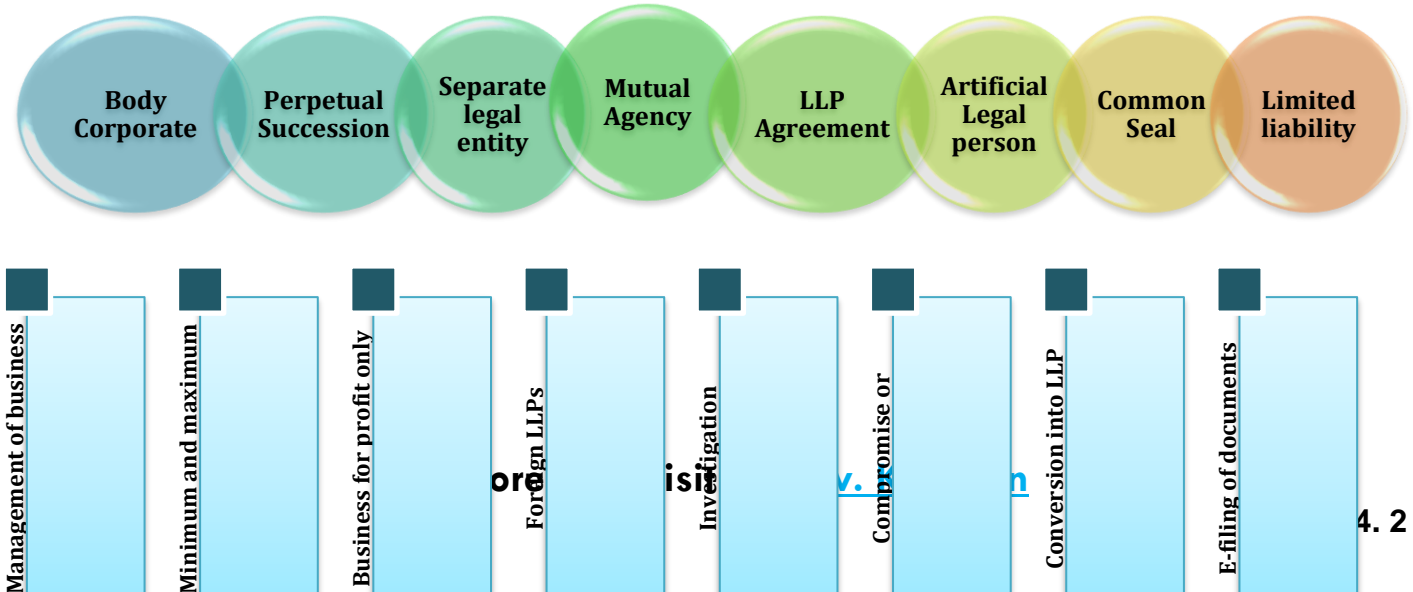 Body
Corporate
Perpetual
Succession
Separate
legal
entity
Mutual
Agency
LLP
Agreement
Artificial
Legal
person
Common
Seal
Limited
liability
Management of business
Minimum and maximum
Business for profit only
Foreign LLPs
Investigation
Compromise or
Conversion into LLP
E-filing of documents
4. 2